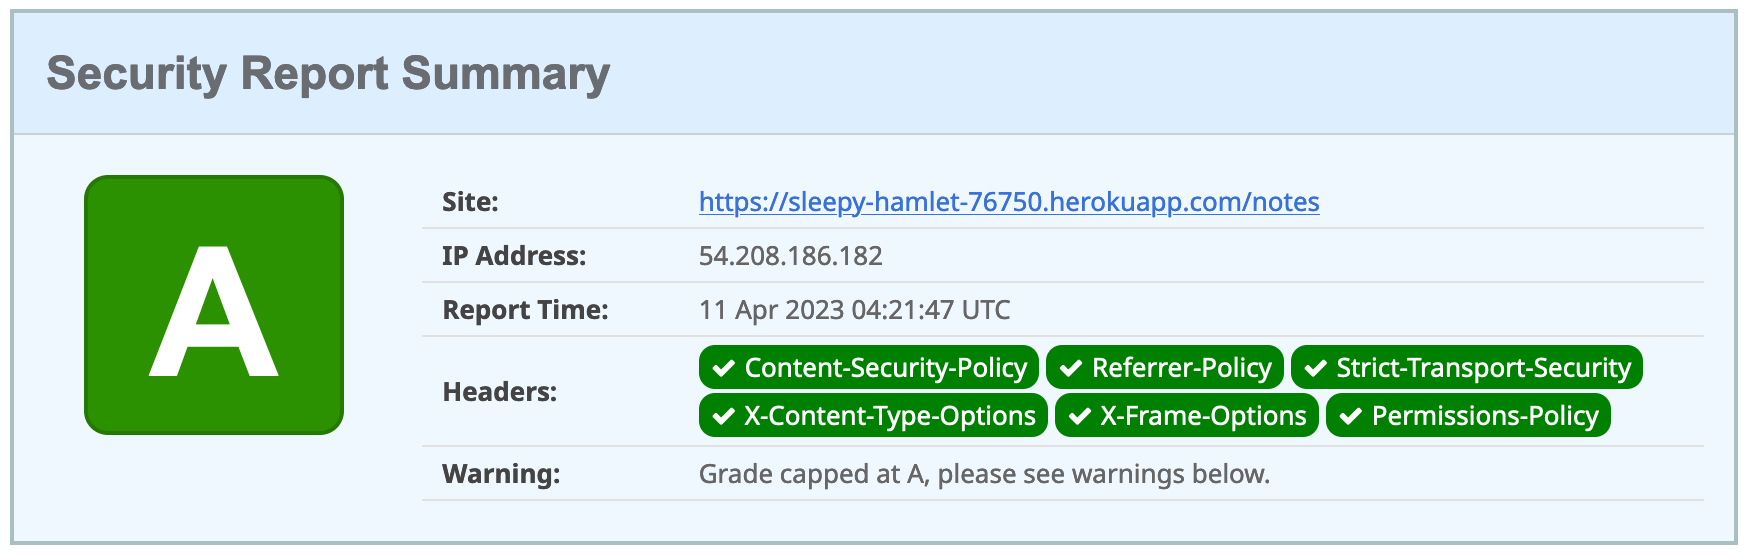 Security Report Summary
A
Site: https://sleepy-hamlet-76750.herokuapp.com/notes
IP Address: 54.208.186.182
Report Time: 11 Apr 2023 04:21:47 UTC
Headers: Content-Security-Policy Referrer-Policy Strict-Transport-Security
X-Content-Type-Options X-Frame-Options Permissions-Policy
Warning: Grade capped at A, please see warnings below.